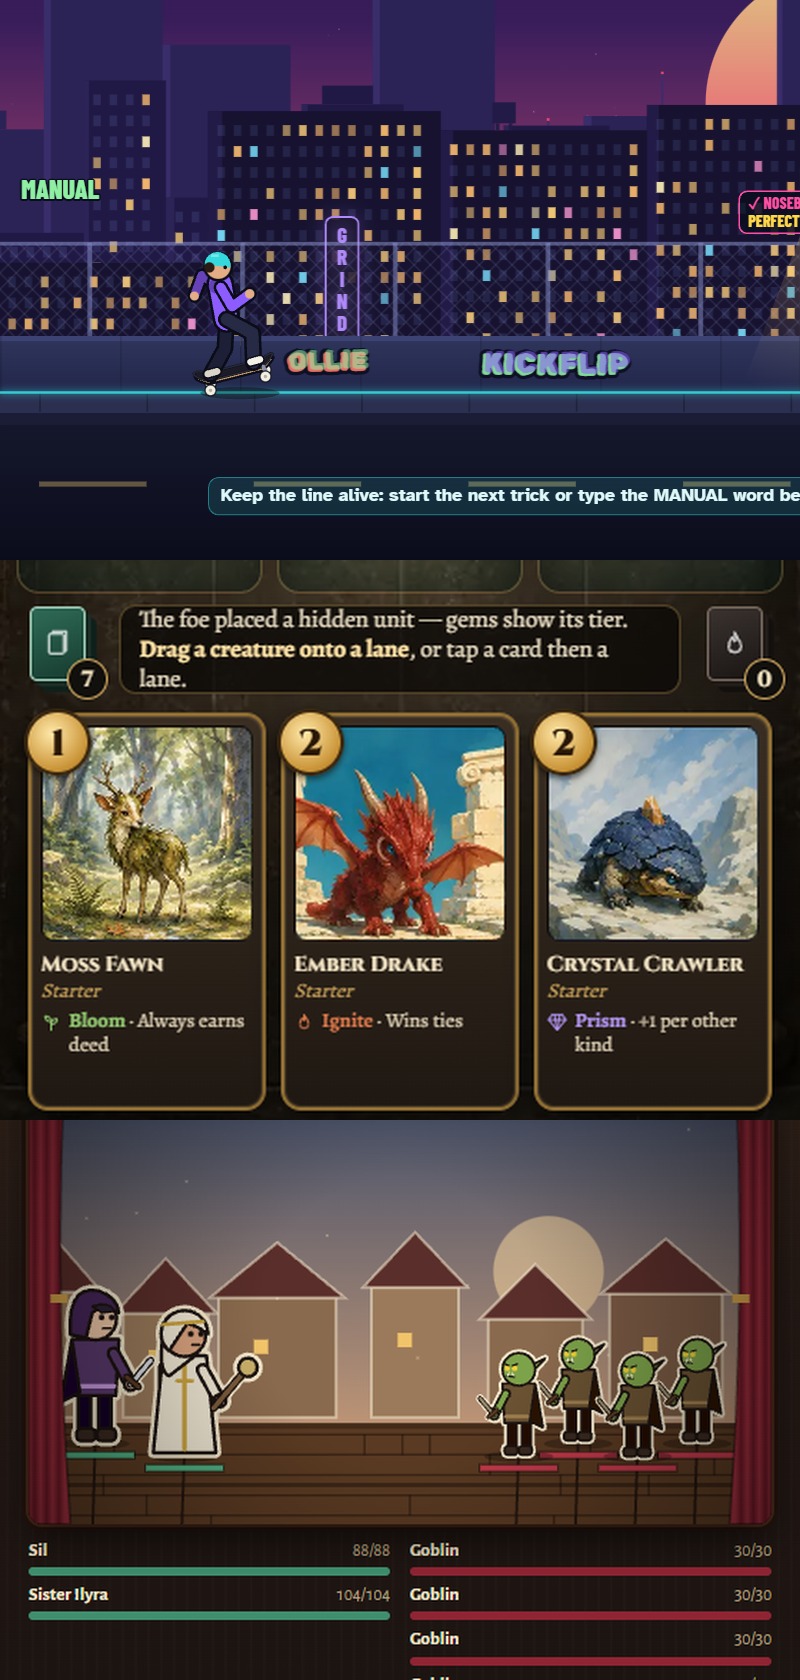 MANUAL
✓ NOSEB
PERFECT
GRIND
OLLIE
KICKFLIP
Keep the line alive: start the next trick or type the MANUAL word be
The foe placed a hidden unit — gems show its tier.
Drag a creature onto a lane, or tap a card then a
lane.
7
0
1
2
2
Moss Fawn
Starter
Bloom · Always earns
deed
Ember Drake
Starter
Ignite · Wins ties
Crystal Crawler
Starter
Prism · +1 per other
kind
Sil 88/88
Goblin 30/30
Sister Ilyra 104/104
Goblin 30/30
Goblin 30/30